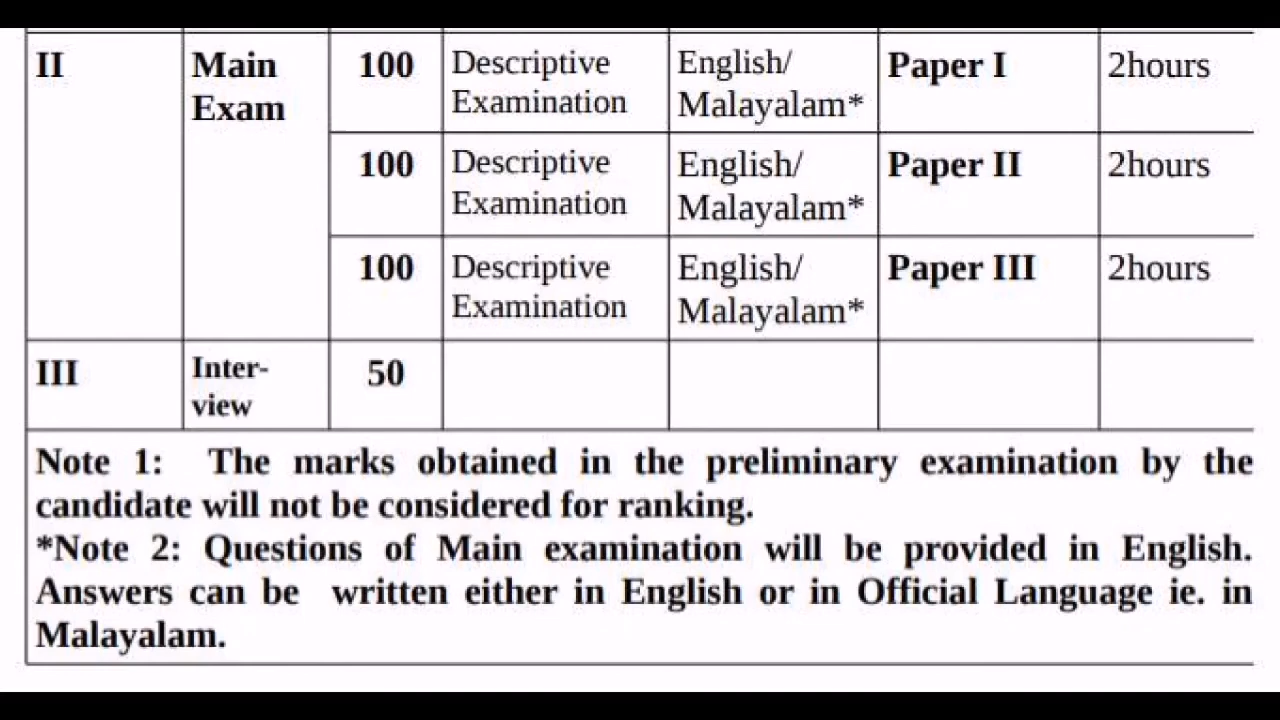 II Main Exam 100 Descriptive Examination English/ Malayalam* Paper I 2hours
100 Descriptive Examination English/ Malayalam* Paper II 2hours
100 Descriptive Examination English/ Malayalam* Paper III 2hours
III Inter-view 50
Note 1: The marks obtained in the preliminary examination by the
candidate will not be considered for ranking.
*Note 2: Questions of Main examination will be provided in English.
Answers can be written either in English or in Official Language ie. in
Malayalam.